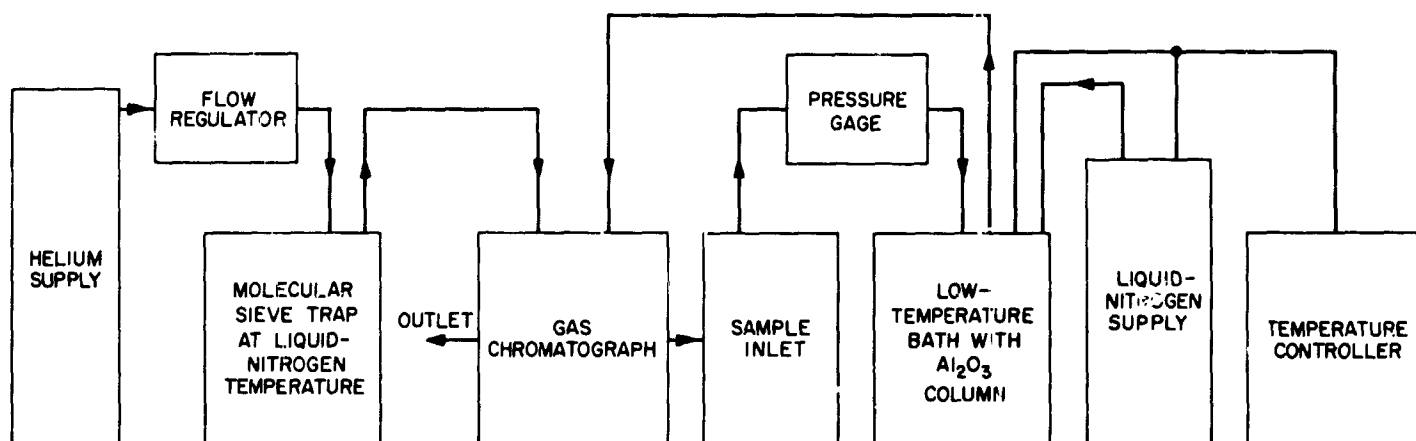 HELIUM
SUPPLY
FLOW
REGULATOR
MOLECULAR
SIEVE TRAP
AT LIQUID-
NITROGEN
TEMPERATURE
OUTLET
GAS
CHROMATOGRAPH
SAMPLE
INLET
PRESSURE
GAGE
LOW-
TEMPERATURE
BATH WITH
Al₂O₃
COLUMN
LIQUID-
NITROGEN
SUPPLY
TEMPERATURE
CONTROLLER